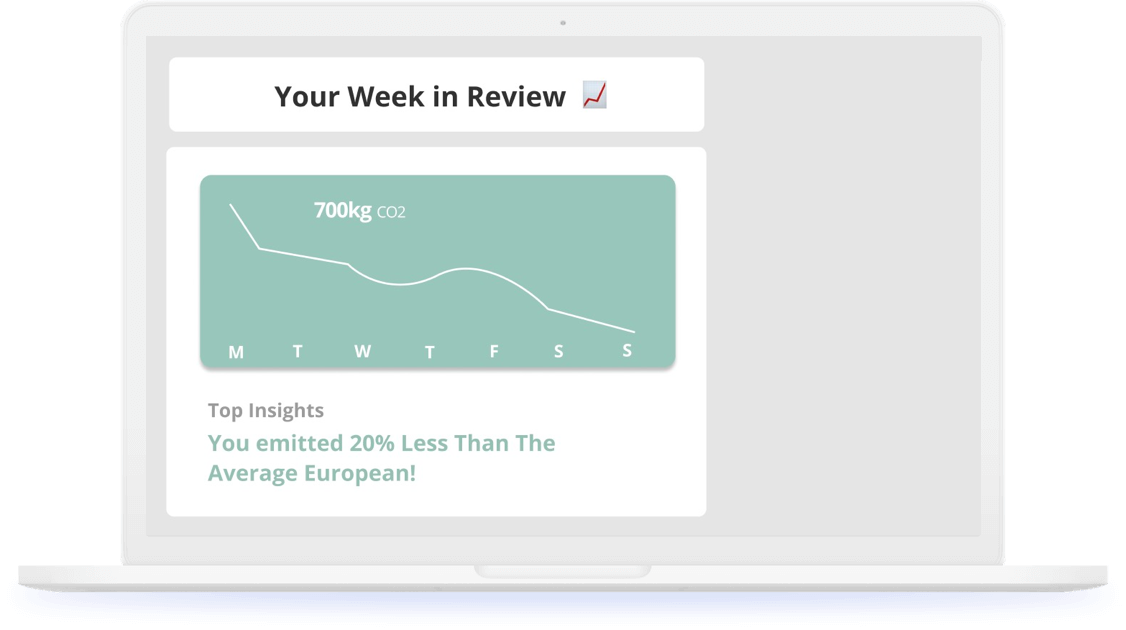 Your Week in Review 📈
700kg CO2
M T W T F S S
Top Insights
You emitted 20% Less Than The
Average European!